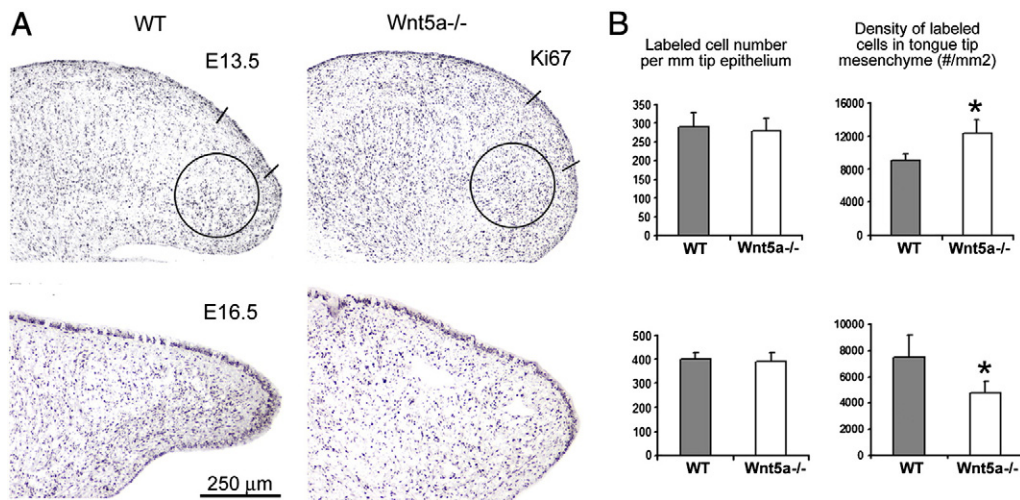 A
WT
Wnt5a-/-
E13.5
Ki67
E16.5
250 μm
B
Labeled cell number
per mm tip epithelium
350
300
250
200
150
100
50
0
WT
Wnt5a-/-
Density of labeled
cells in tongue tip
mesenchyme (#/mm2)
16000
12000
8000
4000
0
*
WT
Wnt5a-/-
500
400
300
200
100
0
WT
Wnt5a-/-
10000
8000
6000
4000
2000
0
*
WT
Wnt5a-/-